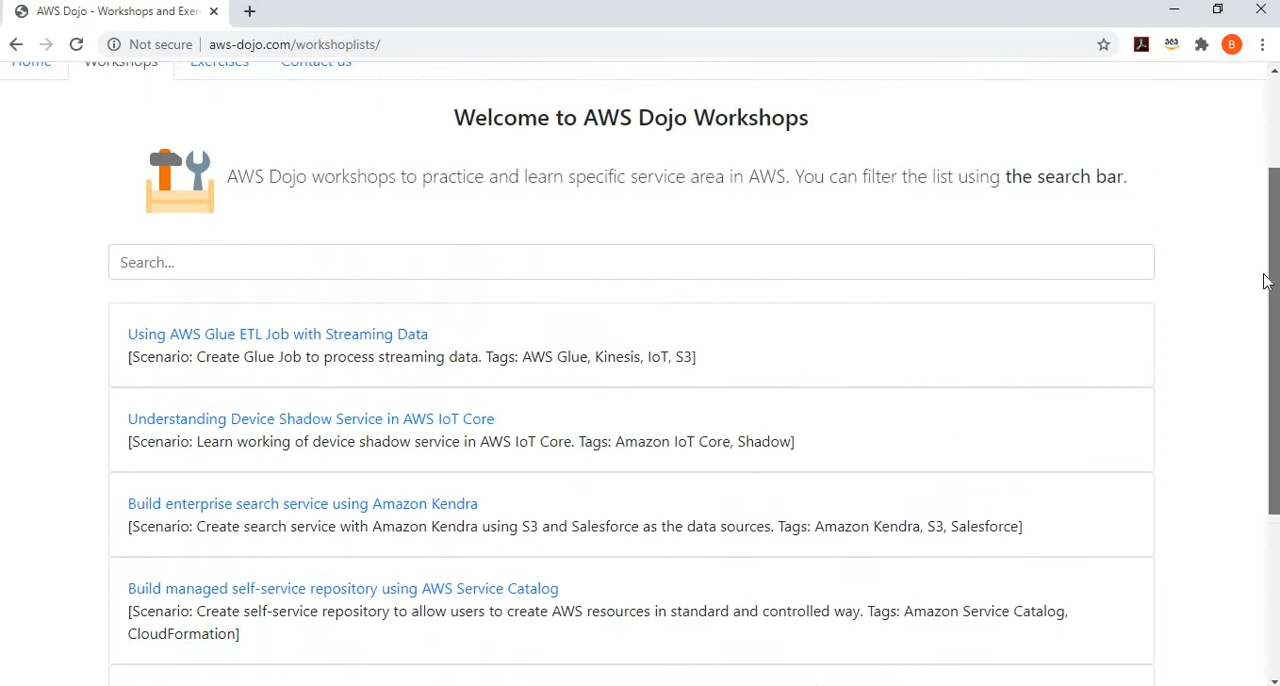 AWS Dojo - Workshops and Exer
Not secure | aws-dojo.com/workshoplists/
B
Home Workshops Exercises Contact us
Welcome to AWS Dojo Workshops
AWS Dojo workshops to practice and learn specific service area in AWS. You can filter the list using the search bar.
Search...
Using AWS Glue ETL Job with Streaming Data
[Scenario: Create Glue Job to process streaming data. Tags: AWS Glue, Kinesis, IoT, S3]
Understanding Device Shadow Service in AWS IoT Core
[Scenario: Learn working of device shadow service in AWS IoT Core. Tags: Amazon IoT Core, Shadow]
Build enterprise search service using Amazon Kendra
[Scenario: Create search service with Amazon Kendra using S3 and Salesforce as the data sources. Tags: Amazon Kendra, S3, Salesforce]
Build managed self-service repository using AWS Service Catalog
[Scenario: Create self-service repository to allow users to create AWS resources in standard and controlled way. Tags: Amazon Service Catalog,
CloudFormation]